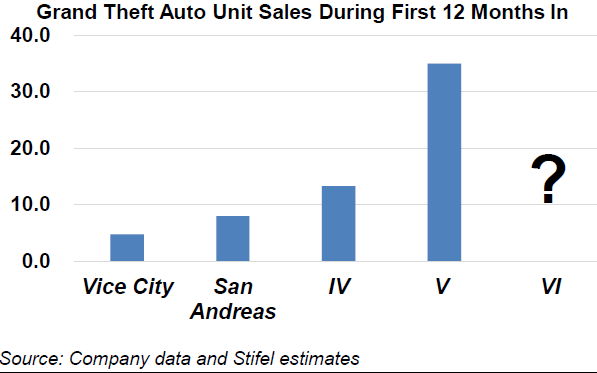 Grand Theft Auto Unit Sales During First 12 Months In
40.0
30.0
20.0
10.0
0.0
?
Vice City San Andreas IV V VI
Source: Company data and Stifel estimates